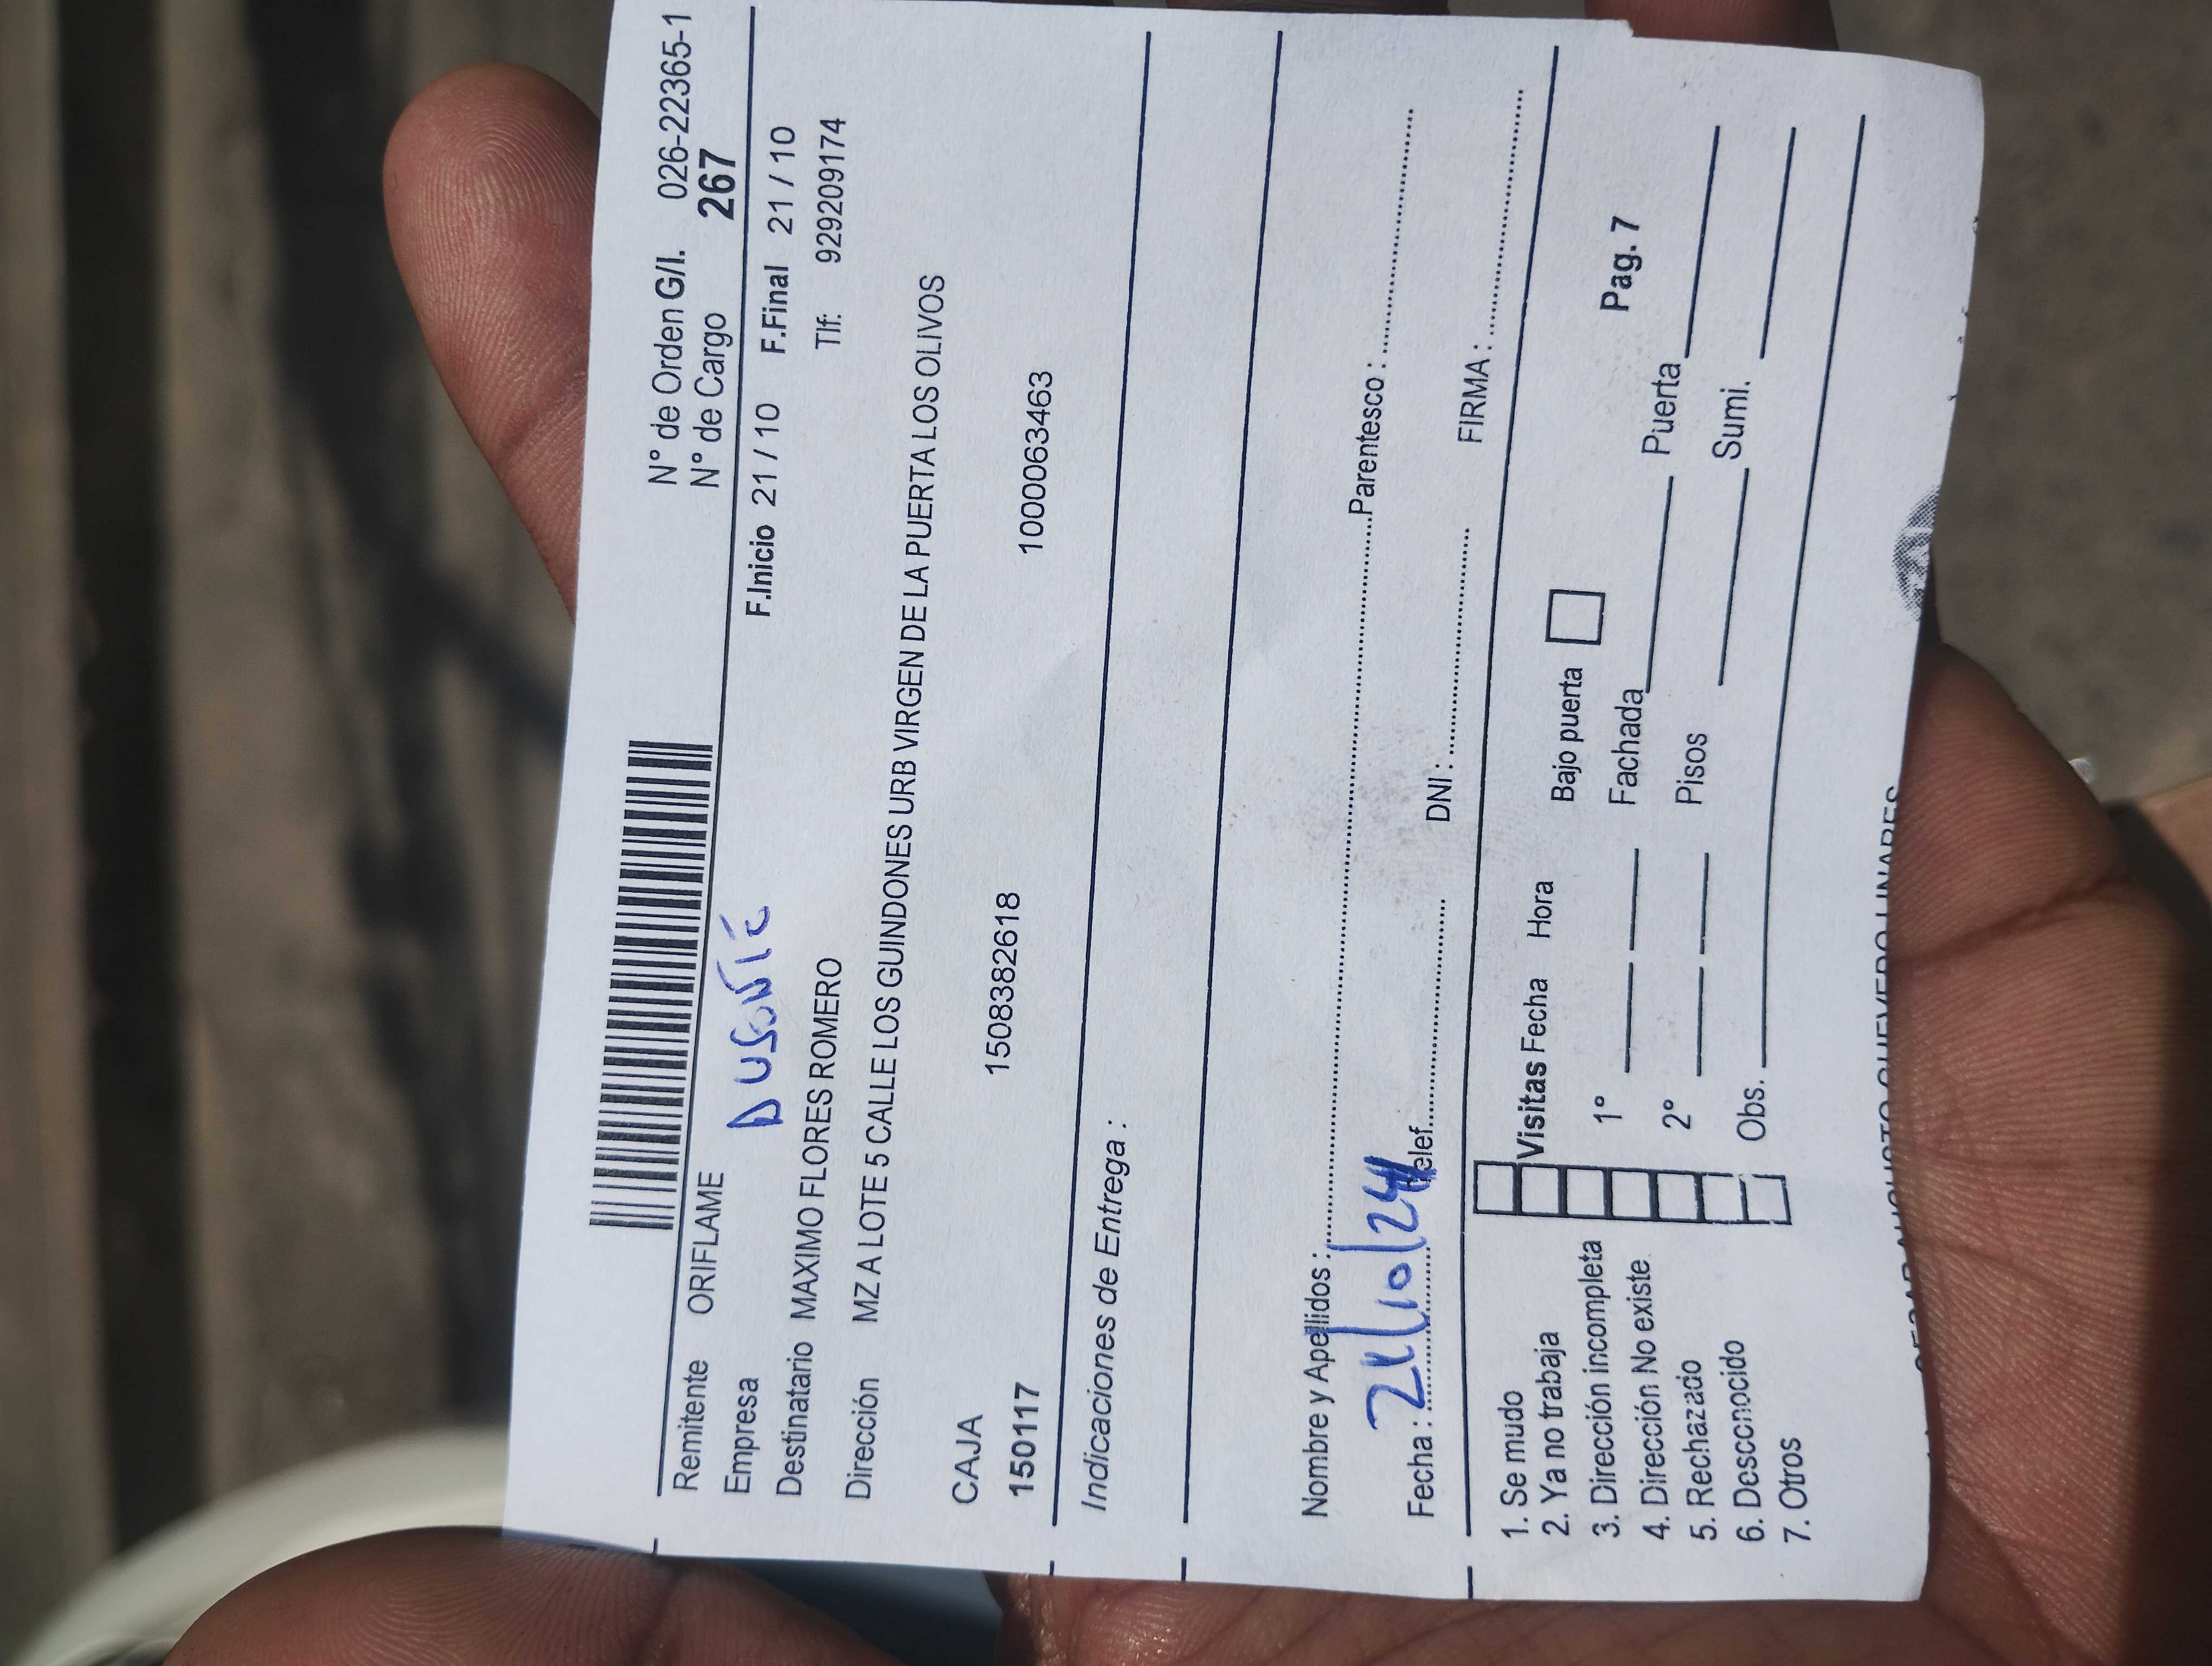 N° de Orden G/I. 026-22365-1
N° de Cargo 267
Remitente ORIFLAME
F.Inicio 21 / 10 F.Final 21 / 10
Empresa
Tlf: 929209174
Destinatario MAXIMO FLORES ROMERO
Dirección MZ A LOTE 5 CALLE LOS GUINDONES URB VIRGEN DE LA PUERTA LOS OLIVOS
CAJA
150117 1508382618 1000063463
Indicaciones de Entrega :
Nombre y Apellidos : Parentesco :
Fecha : 21/10/24 Telef. DNI : FIRMA :
1. Se mudo
2. Ya no trabaja
3. Dirección incompleta
4. Dirección No existe
5. Rechazado
6. Desconocido
7. Otros
Visitas Fecha Hora Bajo puerta
1° Fachada Puerta Pag. 7
2° Pisos Sumi.
Obs.